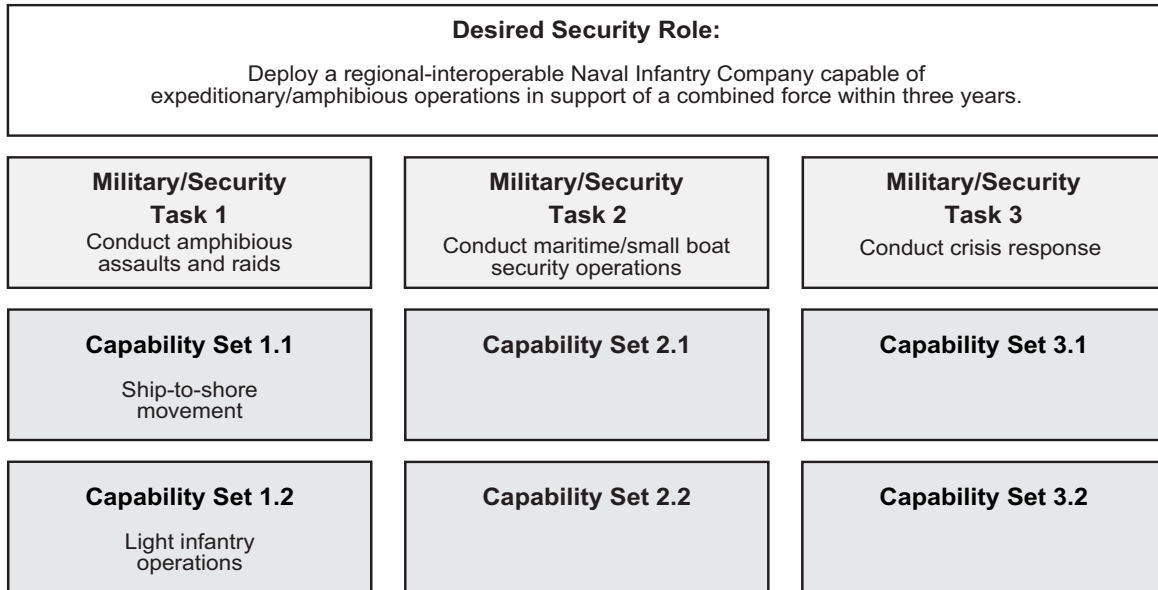 Desired Security Role:
Deploy a regional-interoperable Naval Infantry Company capable of
expeditionary/amphibious operations in support of a combined force within three years.
Military/Security
Task 1
Conduct amphibious
assaults and raids
Military/Security
Task 2
Conduct maritime/small boat
security operations
Military/Security
Task 3
Conduct crisis response
Capability Set 1.1
Ship-to-shore
movement
Capability Set 2.1
Capability Set 3.1
Capability Set 1.2
Light infantry
operations
Capability Set 2.2
Capability Set 3.2